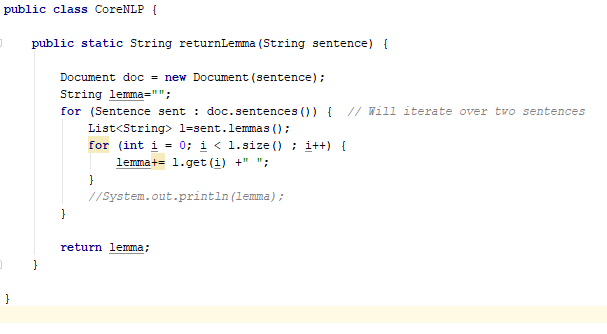 public class CoreNLP {
public static String returnLemma(String sentence) {
Document doc = new Document(sentence);
String lemma="";
for (Sentence sent : doc.sentences()) {  // Will iterate over two sentences
List<String> l=sent.lemmas();
for (int i = 0; i < l.size() ; i++) {
lemma+= l.get(i) +" ";
}
//System.out.println(lemma);
}
return lemma;
}
}